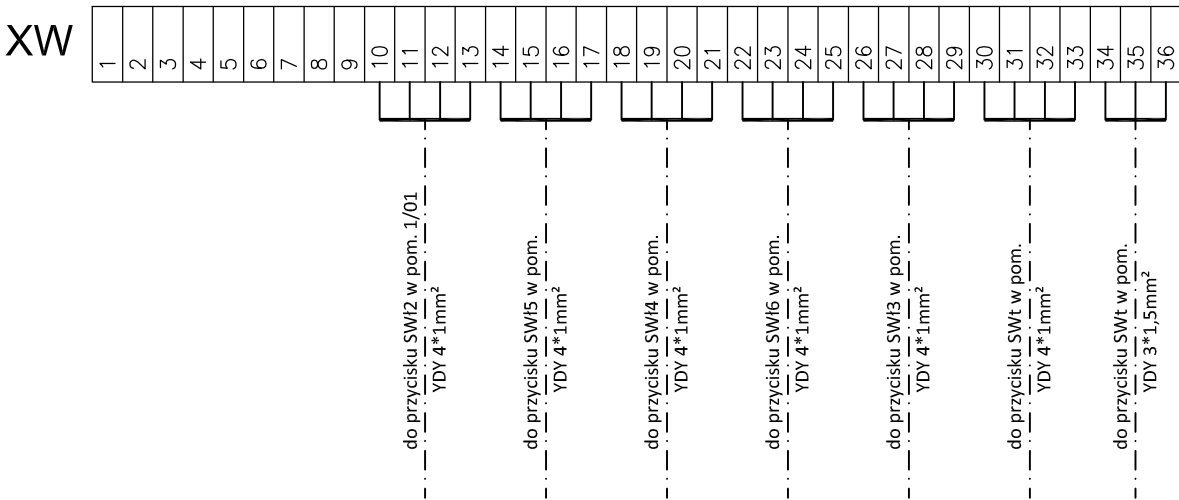 XW
1 2 3 4 5 6 7 8 9 10 11 12 13 14 15 16 17 18 19 20 21 22 23 24 25 26 27 28 29 30 31 32 33 34 35 36
do przycisku SWł2 w pom. 1/01
YDY 4*1mm²
do przycisku SWł5 w pom.
YDY 4*1mm²
do przycisku SWł4 w pom.
YDY 4*1mm²
do przycisku SWł6 w pom.
YDY 4*1mm²
do przycisku SWł3 w pom.
YDY 4*1mm²
do przycisku SWt w pom.
YDY 4*1mm²
do przycisku SWt w pom.
YDY 3*1,5mm²